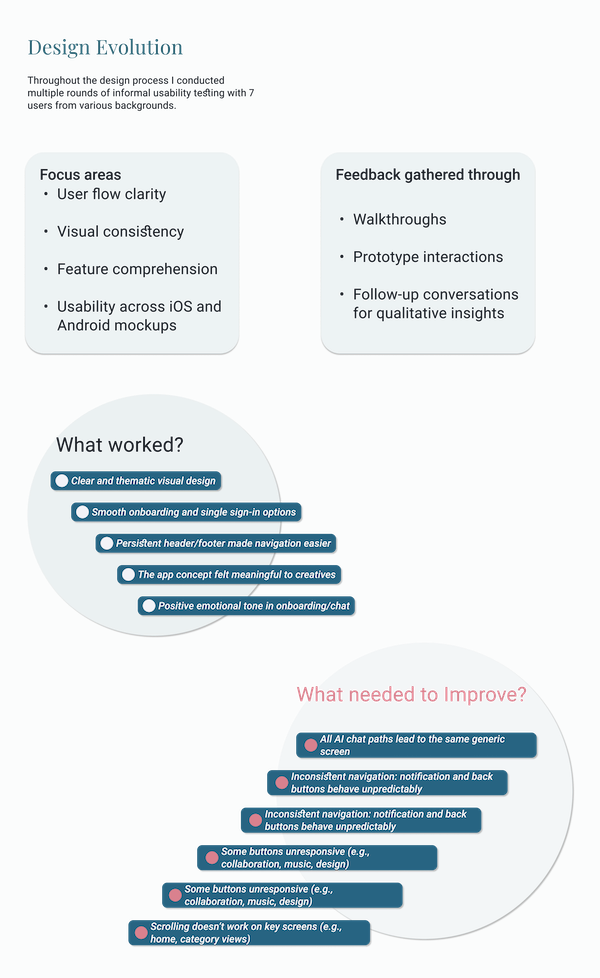 Design Evolution
Throughout the design process I conducted
multiple rounds of informal usability testing with 7
users from various backgrounds.
Focus areas
• User flow clarity
• Visual consistency
• Feature comprehension
• Usability across iOS and
Android mockups
Feedback gathered through
• Walkthroughs
• Prototype interactions
• Follow-up conversations
for qualitative insights
What worked?
Clear and thematic visual design
Smooth onboarding and single sign-in options
Persistent header/footer made navigation easier
The app concept felt meaningful to creatives
Positive emotional tone in onboarding/chat
What needed to Improve?
All AI chat paths lead to the same generic
screen
Inconsistent navigation: notification and back
buttons behave unpredictably
Inconsistent navigation: notification and back
buttons behave unpredictably
Some buttons unresponsive (e.g.,
collaboration, music, design)
Some buttons unresponsive (e.g.,
collaboration, music, design)
Scrolling doesn't work on key screens (e.g.,
home, category views)